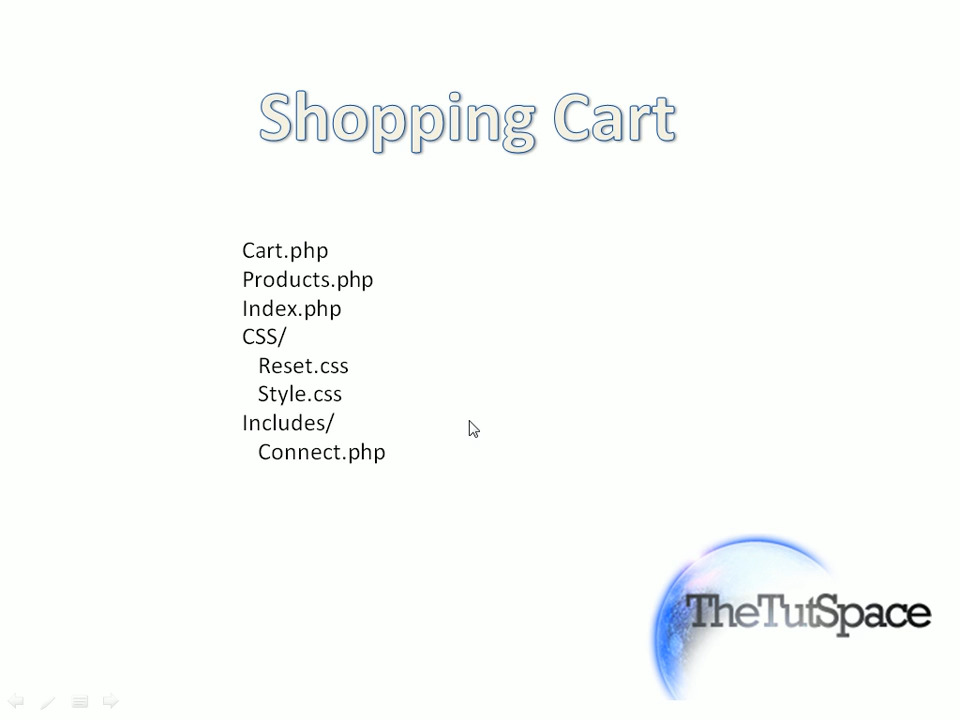 Shopping Cart
Cart.php
Products.php
Index.php
CSS/
Reset.css
Style.css
Includes/
Connect.php
TheTutSpace